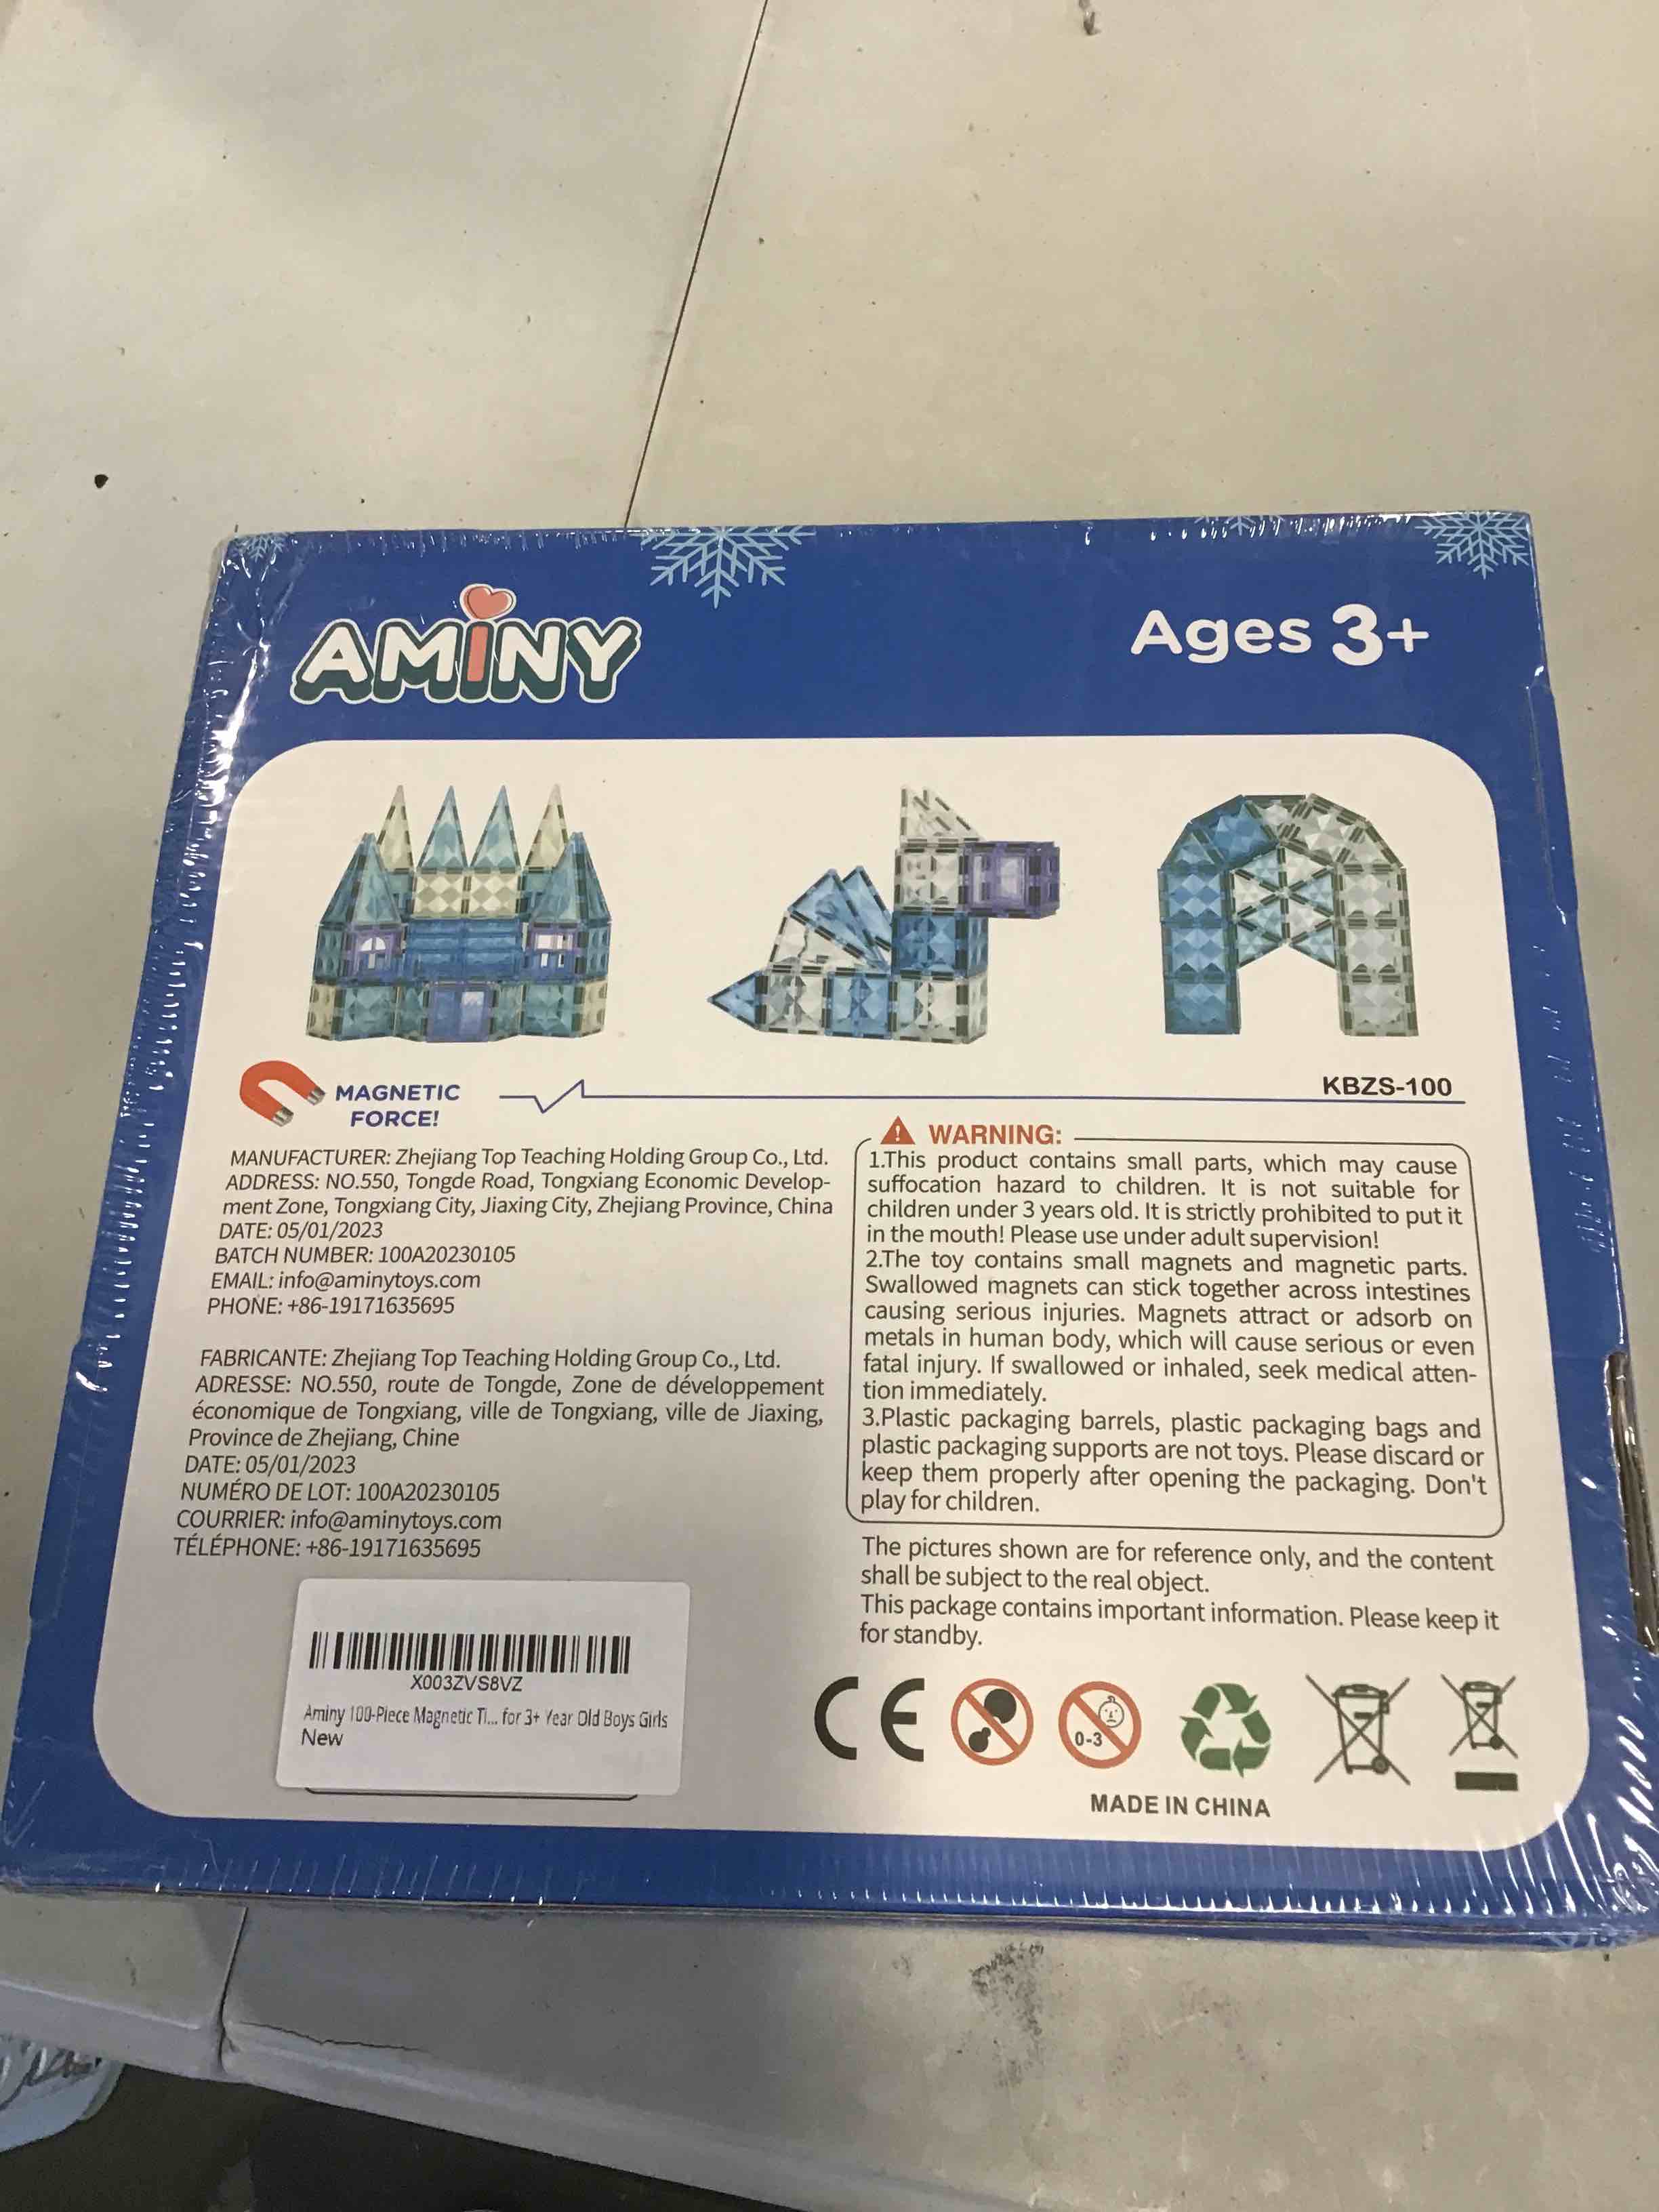 AMiNY
Ages 3+
MAGNETIC
FORCE!
KBZS-100
MANUFACTURER: Zhejiang Top Teaching Holding Group Co., Ltd.
ADDRESS: NO.550, Tongde Road, Tongxiang Economic Develop-
ment Zone, Tongxiang City, Jiaxing City, Zhejiang Province, China
DATE: 05/01/2023
BATCH NUMBER: 100A20230105
EMAIL: info@aminytoys.com
PHONE: +86-19171635695
FABRICANTE: Zhejiang Top Teaching Holding Group Co., Ltd.
ADRESSE: NO.550, route de Tongde, Zone de développement
économique de Tongxiang, ville de Tongxiang, ville de Jiaxing,
Province de Zhejiang, Chine
DATE: 05/01/2023
NUMÉRO DE LOT: 100A20230105
COURRIER: info@aminytoys.com
TÉLÉPHONE: +86-19171635695
X003ZVS8VZ
Aminy 100-Piece Magnetic Ti... for 3+ Year Old Boys Girls
New
WARNING:
1.This product contains small parts, which may cause
suffocation hazard to children. It is not suitable for
children under 3 years old. It is strictly prohibited to put it
in the mouth! Please use under adult supervision!
2.The toy contains small magnets and magnetic parts.
Swallowed magnets can stick together across intestines
causing serious injuries. Magnets attract or adsorb on
metals in human body, which will cause serious or even
fatal injury. If swallowed or inhaled, seek medical atten-
tion immediately.
3.Plastic packaging barrels, plastic packaging bags and
plastic packaging supports are not toys. Please discard or
keep them properly after opening the packaging. Don't
play for children.
The pictures shown are for reference only, and the content
shall be subject to the real object.
This package contains important information. Please keep it
for standby.
CE
0-3
MADE IN CHINA